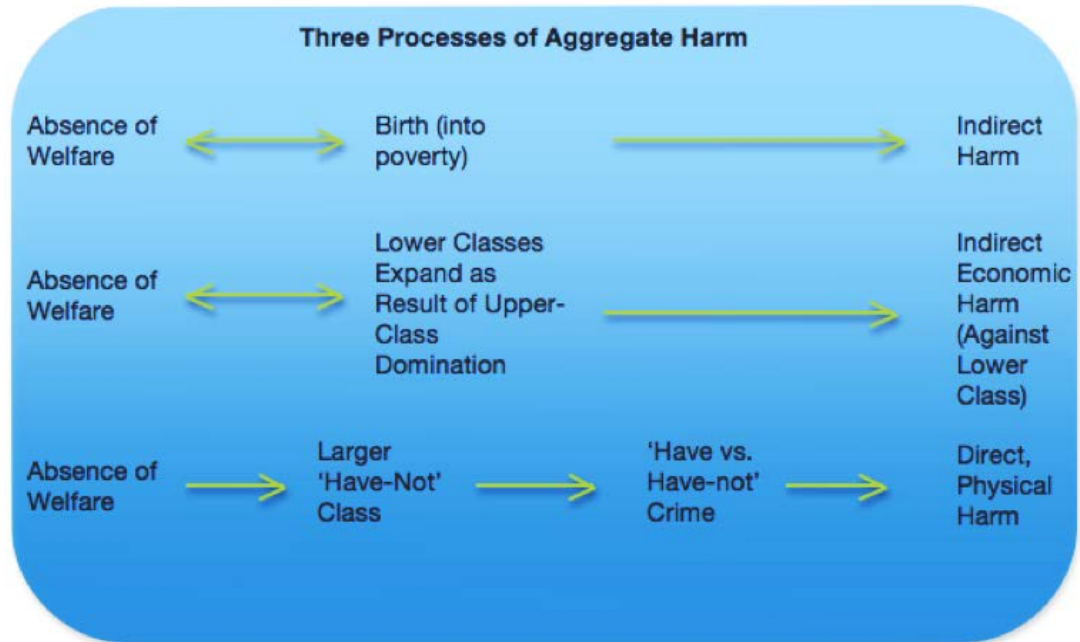 Three Processes of Aggregate Harm
Absence of
Welfare
Birth (into
poverty)
Indirect
Harm
Absence of
Welfare
Lower Classes
Expand as
Result of Upper-
Class
Domination
Indirect
Economic
Harm
(Against
Lower
Class)
Absence of
Welfare
Larger
‘Have-Not’
Class
‘Have vs.
Have-not’
Crime
Direct,
Physical
Harm